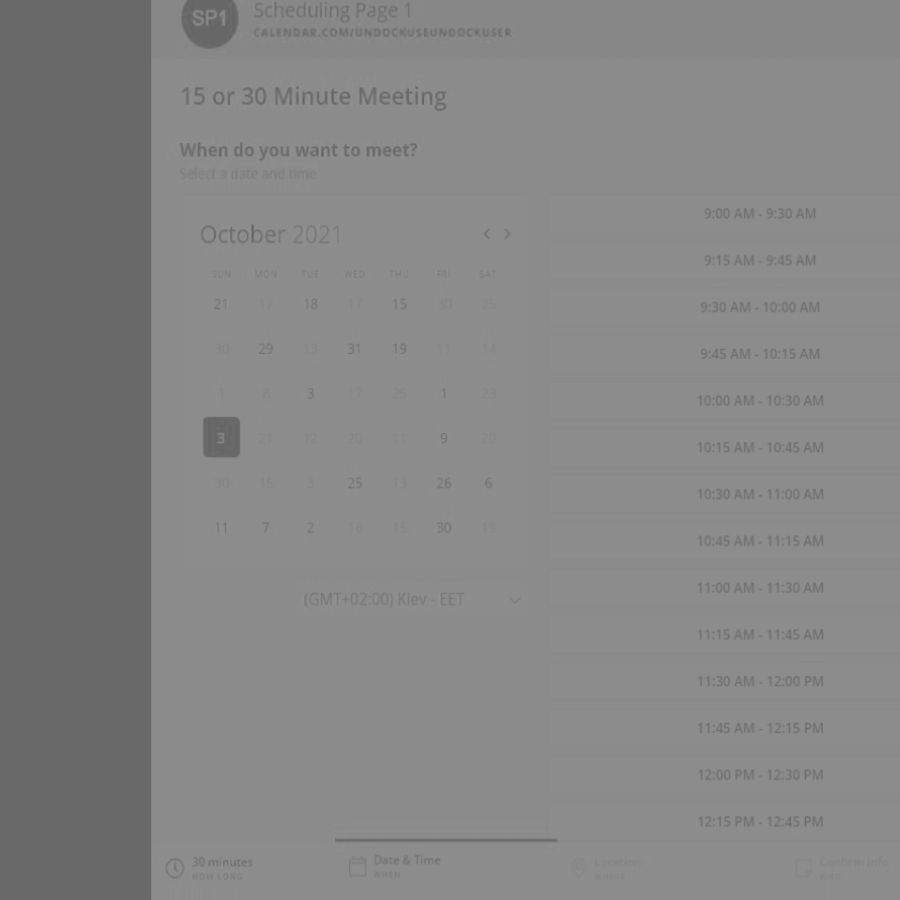 SP1
Scheduling Page 1
CALENDAR.COM/UNDOCKUSEUNDOCKUSER
15 or 30 Minute Meeting
When do you want to meet?
Select a date and time
October 2021
SUN MON TUE WED THU FRI SAT
21 18 17 15 30 25
30 29 13 31 19 11 14
8 3 17 25 1 23
3 21 12 20 11 9 20
30 15 25 13 26 6
11 7 2 16 30
(GMT+02:00) Kiev - EET
9:00 AM - 9:30 AM
9:15 AM - 9:45 AM
9:30 AM - 10:00 AM
9:45 AM - 10:15 AM
10:00 AM - 10:30 AM
10:15 AM - 10:45 AM
10:30 AM - 11:00 AM
10:45 AM - 11:15 AM
11:00 AM - 11:30 AM
11:15 AM - 11:45 AM
11:30 AM - 12:00 PM
11:45 AM - 12:15 PM
12:00 PM - 12:30 PM
12:15 PM - 12:45 PM
30 minutes
HOW LONG
Date & Time
WHEN
Location
WHERE
Confirm Info
WHO